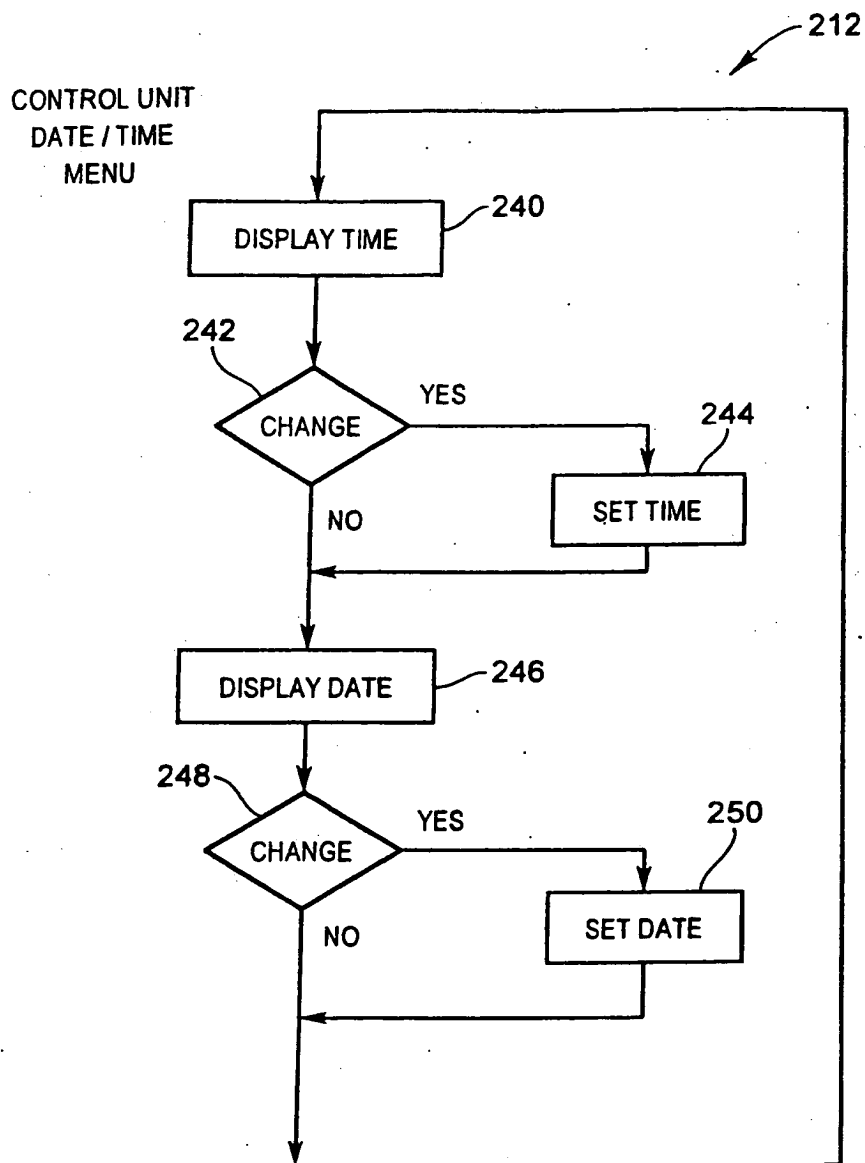 212
CONTROL UNIT
DATE / TIME
MENU
DISPLAY TIME
240
242
CHANGE
YES
NO
244
SET TIME
DISPLAY DATE
246
248
CHANGE
YES
NO
250
SET DATE